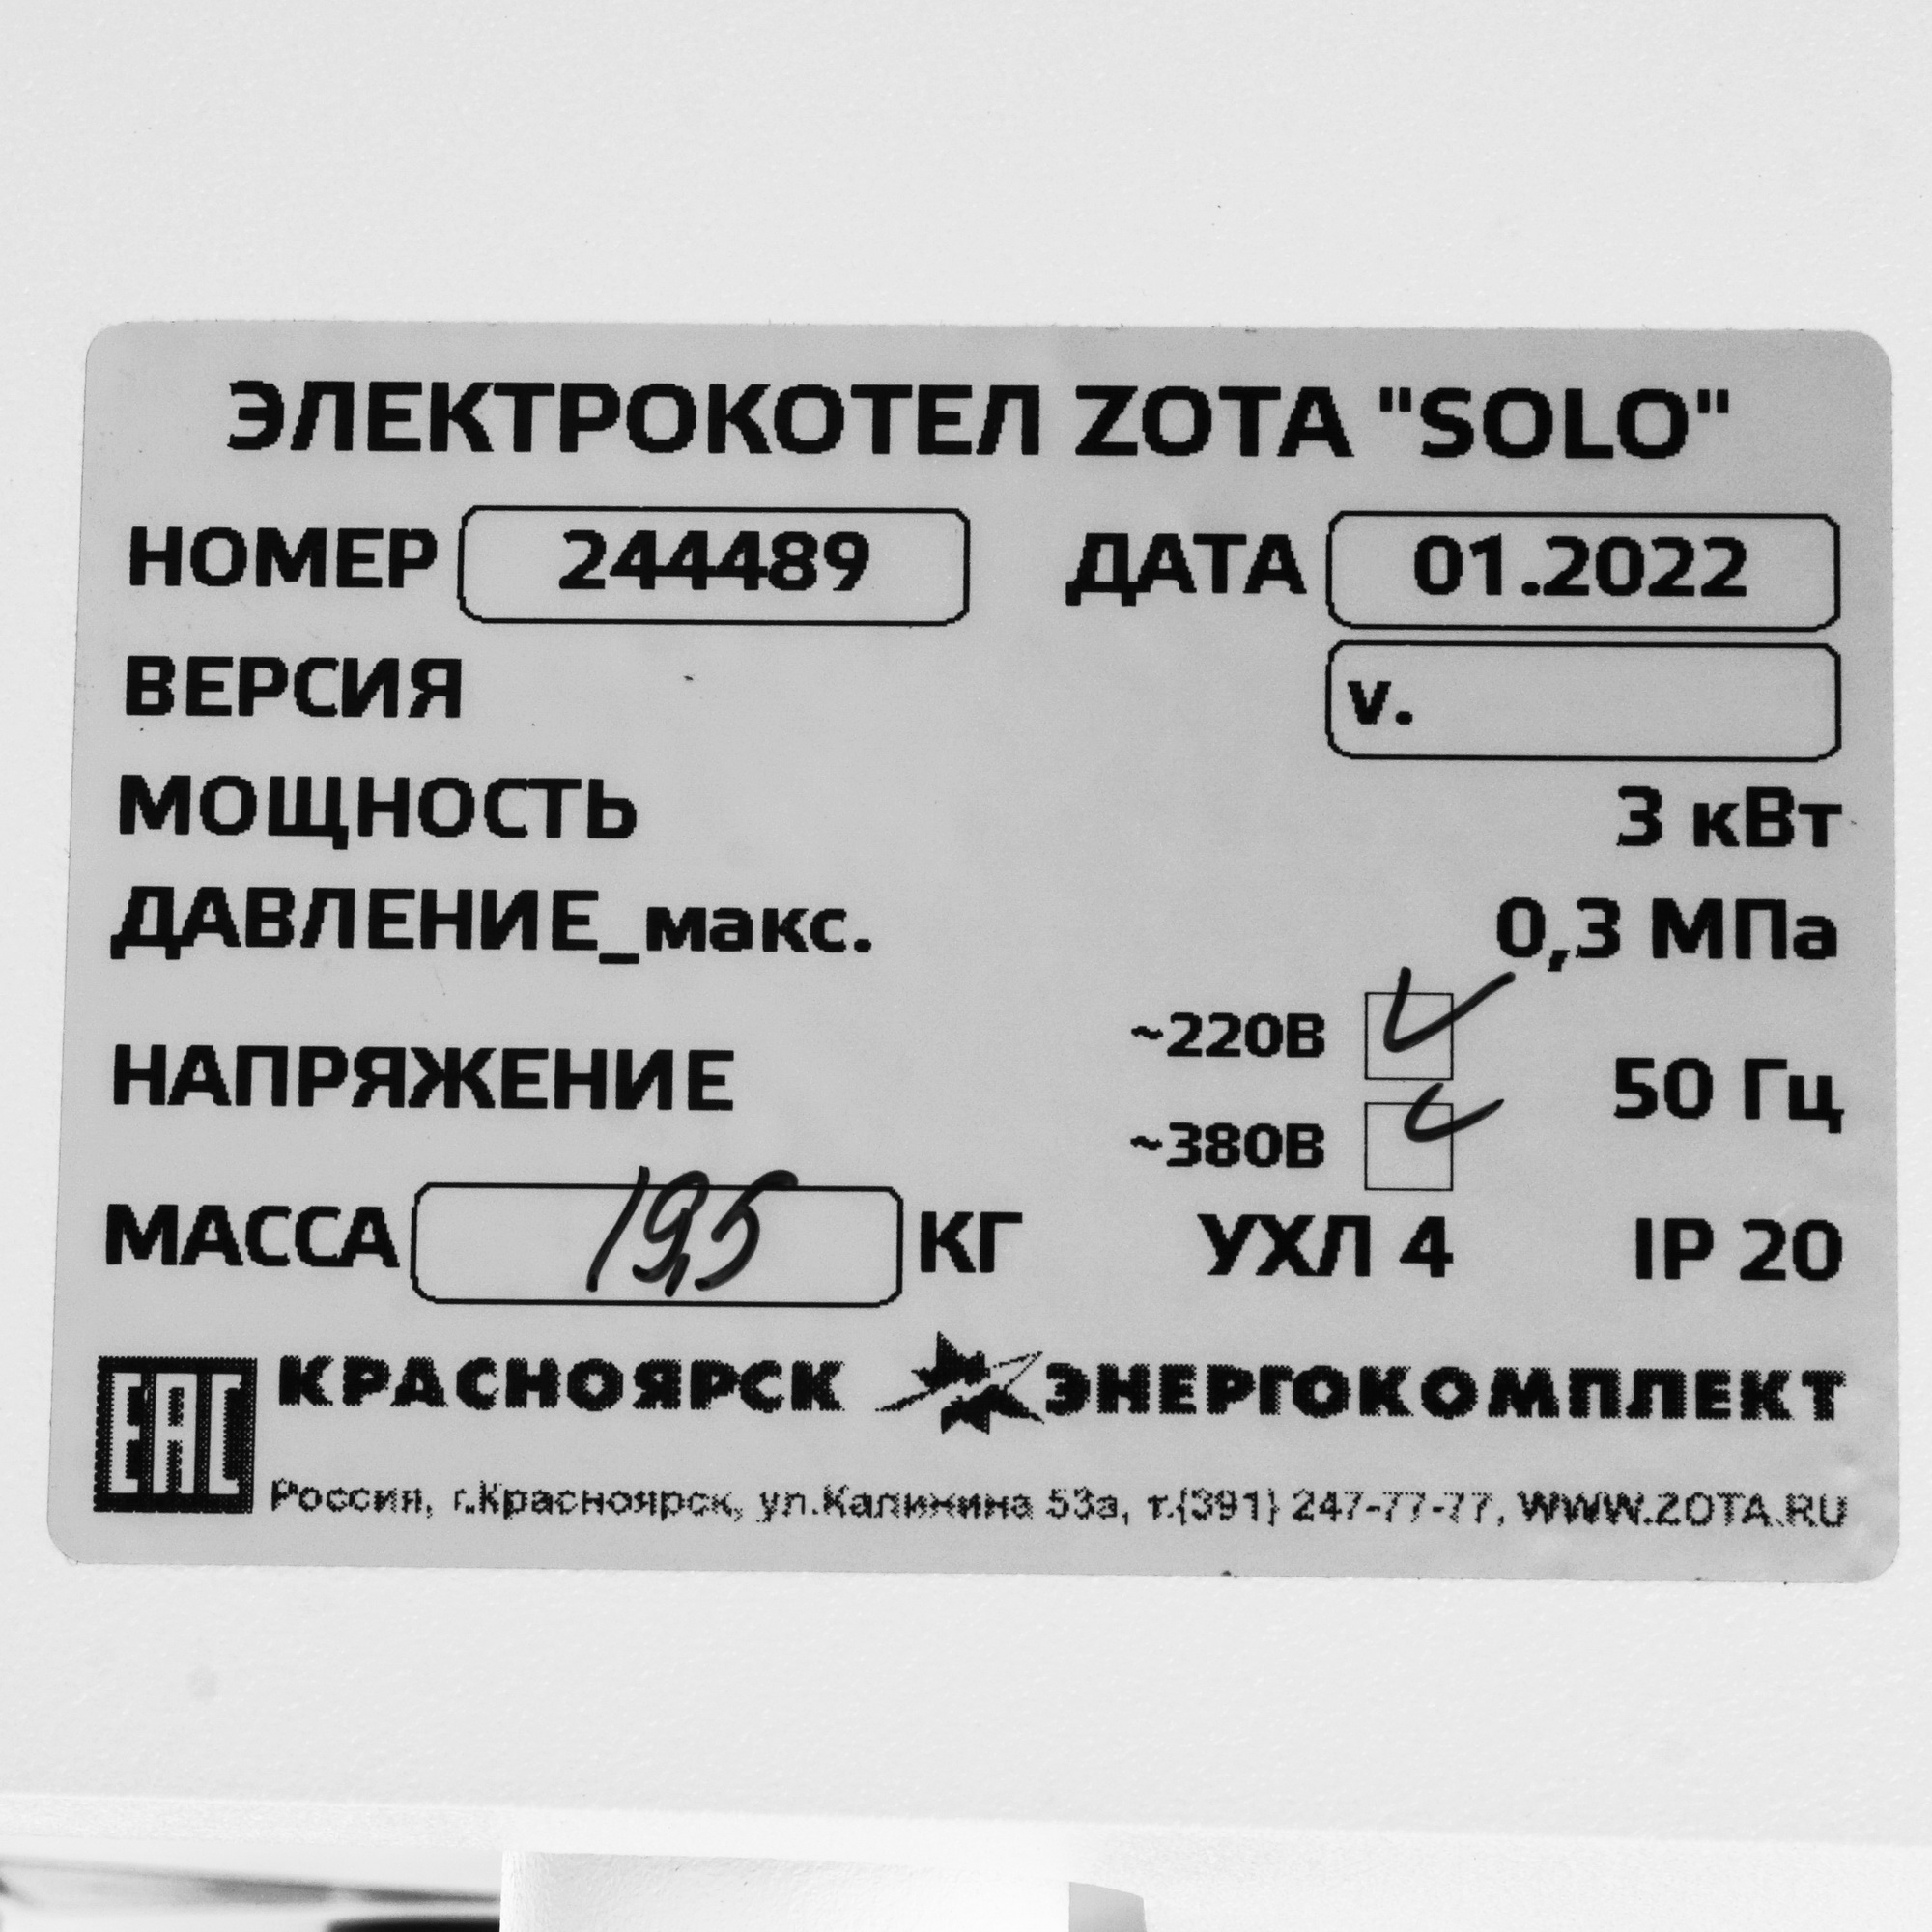 ЭЛЕКТРОКОТЕЛ ZOTA "SOLO"
НОМЕР 244489 ДАТА 01.2022
ВЕРСИЯ v.
МОЩНОСТЬ 3 кВт
ДАВЛЕНИЕ_макс. 0,3 МПа
~220В
НАПРЯЖЕНИЕ 50 Гц
~380В
МАССА 19,5 КГ УХЛ 4 IP 20
EAC КРАСНОЯРСК ЭНЕРГОКОМПЛЕКТ
Россия, г.Красноярск, ул.Калинина 53а, т.(391) 247-77-77, WWW.ZOTA.RU